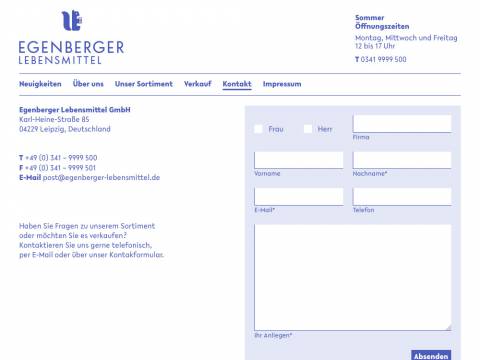 EGENBERGER
LEBENSMITTEL
Sommer
Öffnungszeiten
Montag, Mittwoch und Freitag
12 bis 17 Uhr
T 0341 9999 500
Neuigkeiten Über uns Unser Sortiment Verkauf Kontakt Impressum
Egenberger Lebensmittel GmbH
Karl-Heine-Straße 85
04229 Leipzig, Deutschland
T +49 (0) 341 – 9999 500
F +49 (0) 341 – 9999 501
E-Mail post@egenberger-lebensmittel.de
Haben Sie Fragen zu unserem Sortiment
oder möchten Sie es verkaufen?
Kontaktieren Sie uns gerne telefonisch,
per E-Mail oder über unser Kontakformular.
Frau Herr
Firma
Vorname Nachname*
E-Mail* Telefon
Ihr Anliegen*
Absenden